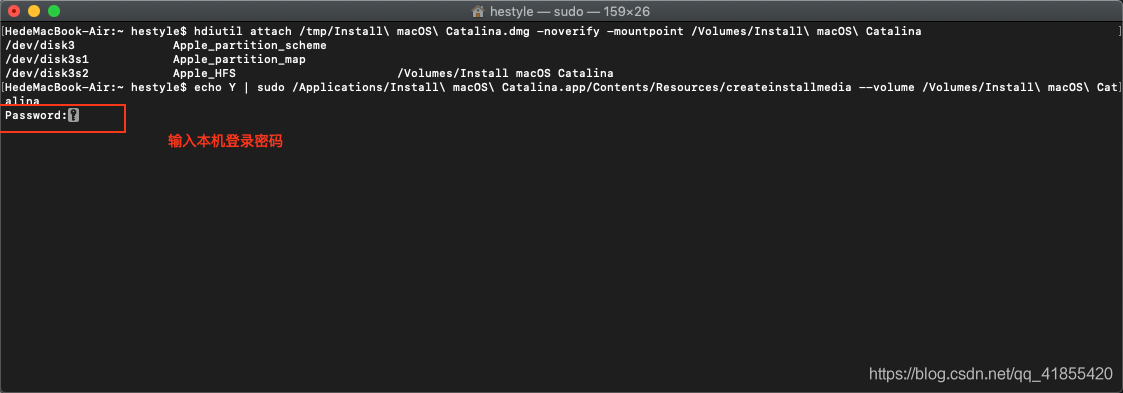 hestyle — sudo — 159×26
[HedeMacBook-Air:~ hestyle$ hdiutil attach /tmp/Install\ macOS\ Catalina.dmg -noverify -mountpoint /Volumes/Install\ macOS\ Catalina ]
/dev/disk3 Apple_partition_scheme
/dev/disk3s1 Apple_partition_map
/dev/disk3s2 Apple_HFS /Volumes/Install macOS Catalina
[HedeMacBook-Air:~ hestyle$ echo Y | sudo /Applications/Install\ macOS\ Catalina.app/Contents/Resources/createinstallmedia --volume /Volumes/Install\ macOS\ Cat]
alina
Password:
输入本机登录密码
https://blog.csdn.net/qq_41855420